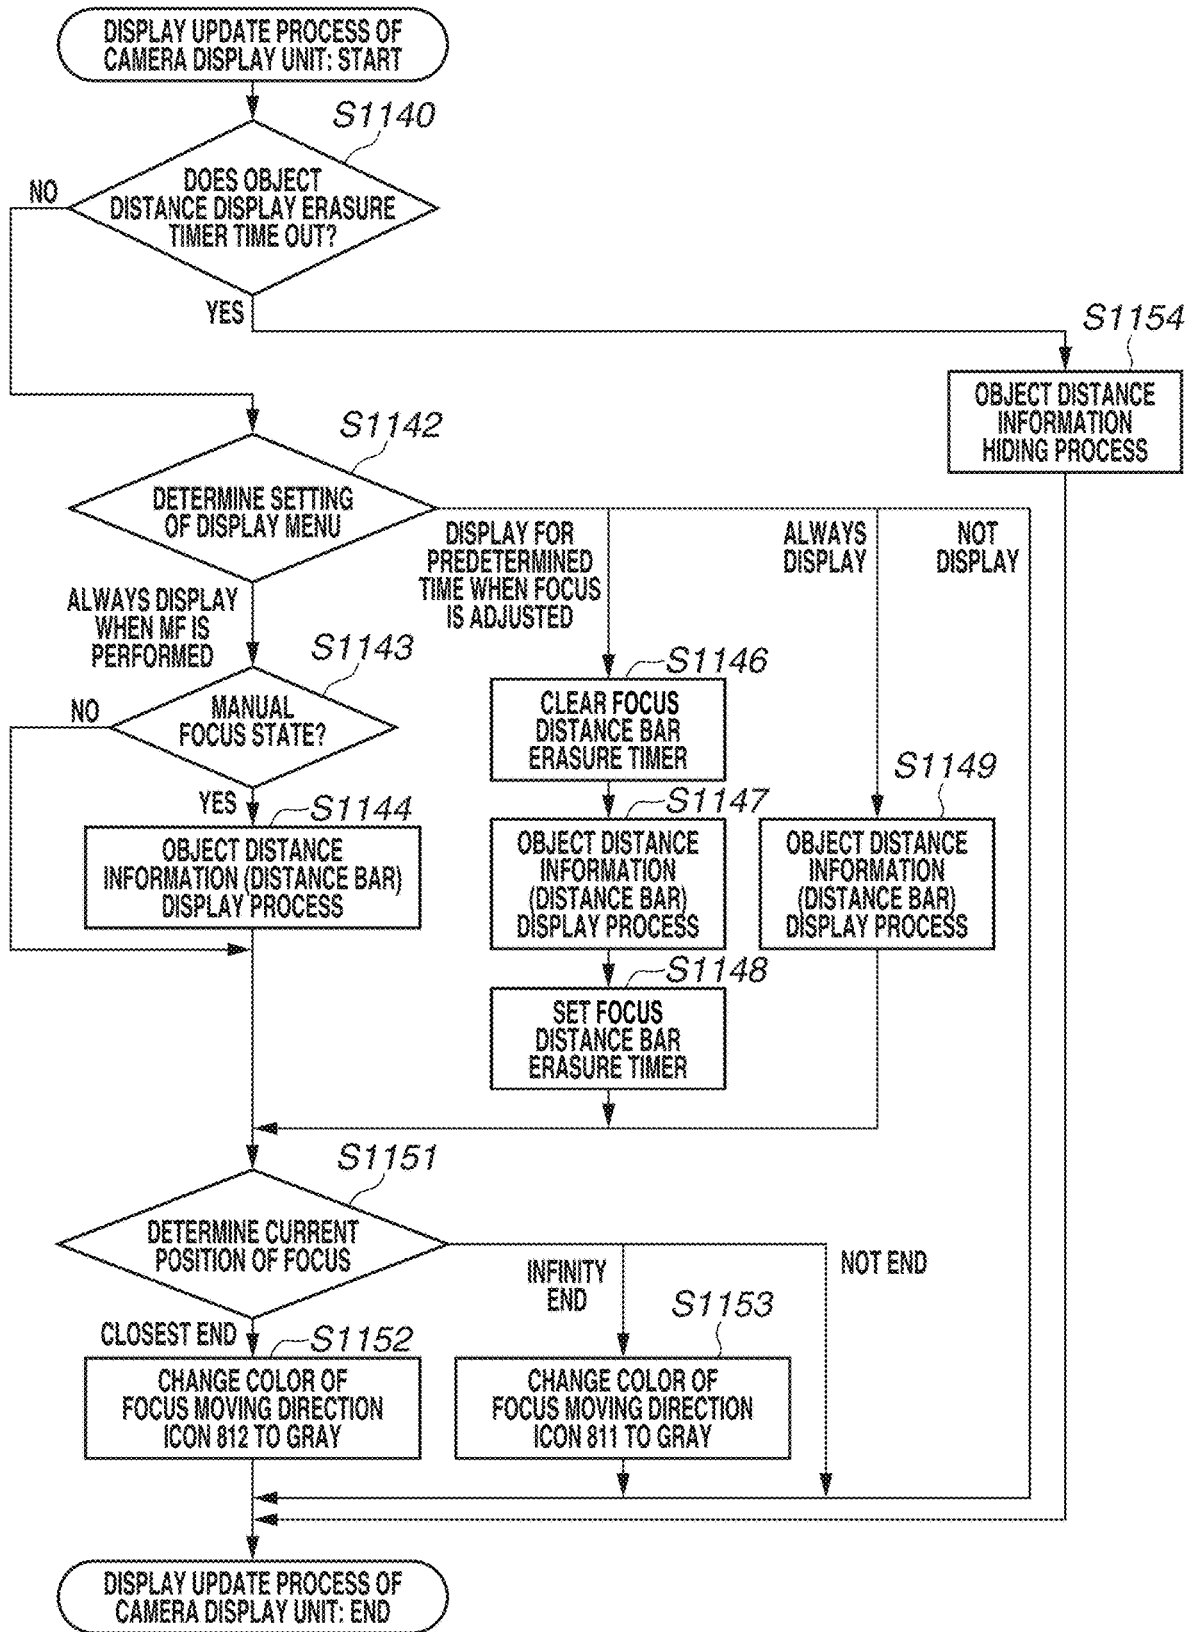 DISPLAY UPDATE PROCESS OF
CAMERA DISPLAY UNIT: START
S1140
DOES OBJECT
DISTANCE DISPLAY ERASURE
TIMER TIME OUT?
NO
YES
S1154
OBJECT DISTANCE
INFORMATION
HIDING PROCESS
S1142
DETERMINE SETTING
OF DISPLAY MENU
DISPLAY FOR
PREDETERMINED
TIME WHEN FOCUS
IS ADJUSTED
ALWAYS
DISPLAY
NOT
DISPLAY
ALWAYS DISPLAY
WHEN MF IS
PERFORMED
S1143
MANUAL
FOCUS STATE?
NO
YES
S1144
OBJECT DISTANCE
INFORMATION (DISTANCE BAR)
DISPLAY PROCESS
S1146
CLEAR FOCUS
DISTANCE BAR
ERASURE TIMER
S1147
OBJECT DISTANCE
INFORMATION
(DISTANCE BAR)
DISPLAY PROCESS
S1148
SET FOCUS
DISTANCE BAR
ERASURE TIMER
S1149
OBJECT DISTANCE
INFORMATION
(DISTANCE BAR)
DISPLAY PROCESS
S1151
DETERMINE CURRENT
POSITION OF FOCUS
INFINITY
END
NOT END
CLOSEST END
S1152
CHANGE COLOR OF
FOCUS MOVING DIRECTION
ICON 812 TO GRAY
S1153
CHANGE COLOR OF
FOCUS MOVING DIRECTION
ICON 811 TO GRAY
DISPLAY UPDATE PROCESS OF
CAMERA DISPLAY UNIT: END